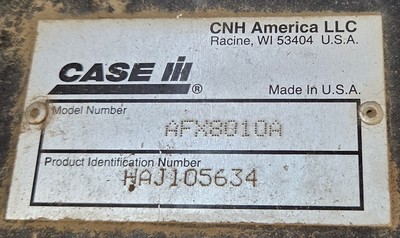 CNH America LLC
Racine, WI 53404 U.S.A.
CASE IH ®
Made In U.S.A.
Model Number
AFX8010A
Product Identification Number
HAJ105634